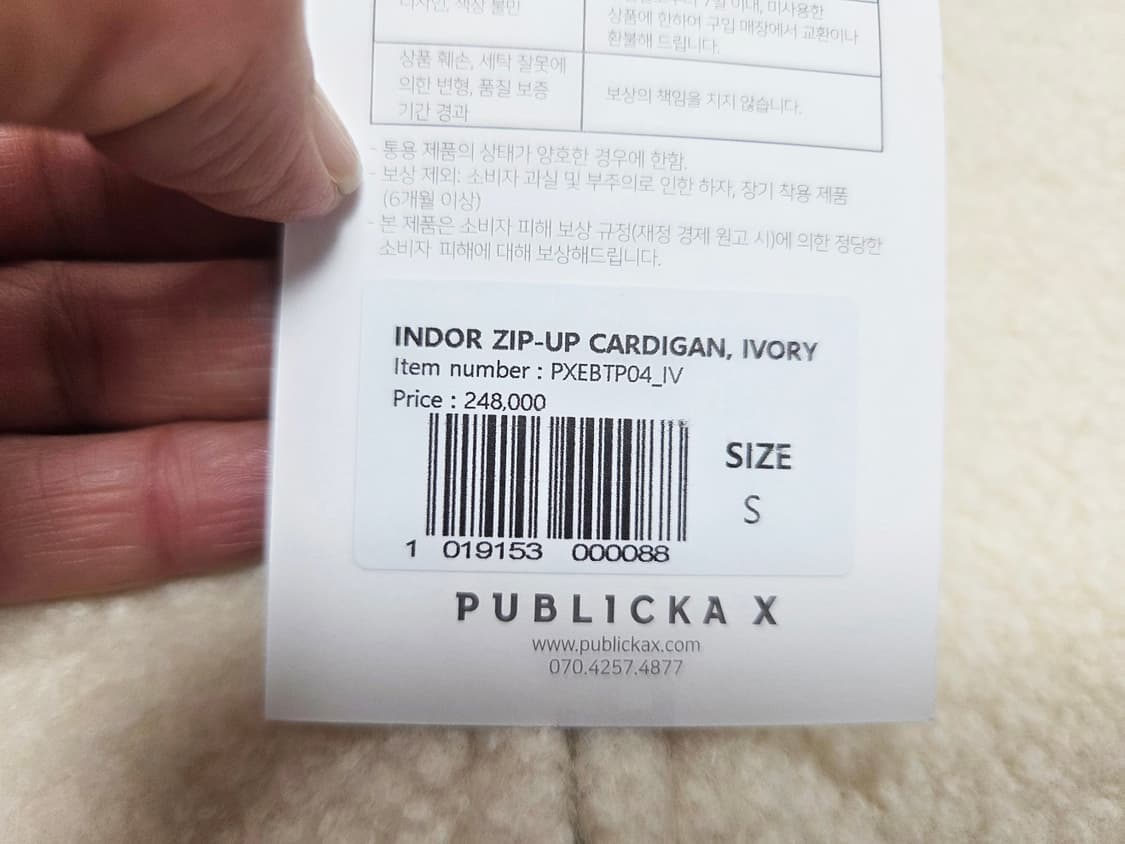 디자인, 색상 불만
7일 이내, 미사용한
상품에 한하여 구입 매장에서 교환이나
환불해 드립니다.
상품 훼손, 세탁 잘못에
의한 변형, 품질 보증
기간 경과
보상의 책임을 지지 않습니다.
- 통용 제품의 상태가 양호한 경우에 한함.
- 보상 제외: 소비자 과실 및 부주의로 인한 하자, 장기 착용 제품
(6개월 이상)
- 본 제품은 소비자 피해 보상 규정(재정 경제 원고 시)에 의한 정당한
소비자 피해에 대해 보상해드립니다.
INDOR ZIP-UP CARDIGAN, IVORY
Item number : PXEBTP04_IV
Price : 248,000
SIZE
S
1 019153 000088
PUBLICKA X
www.publickax.com
070.4257.4877